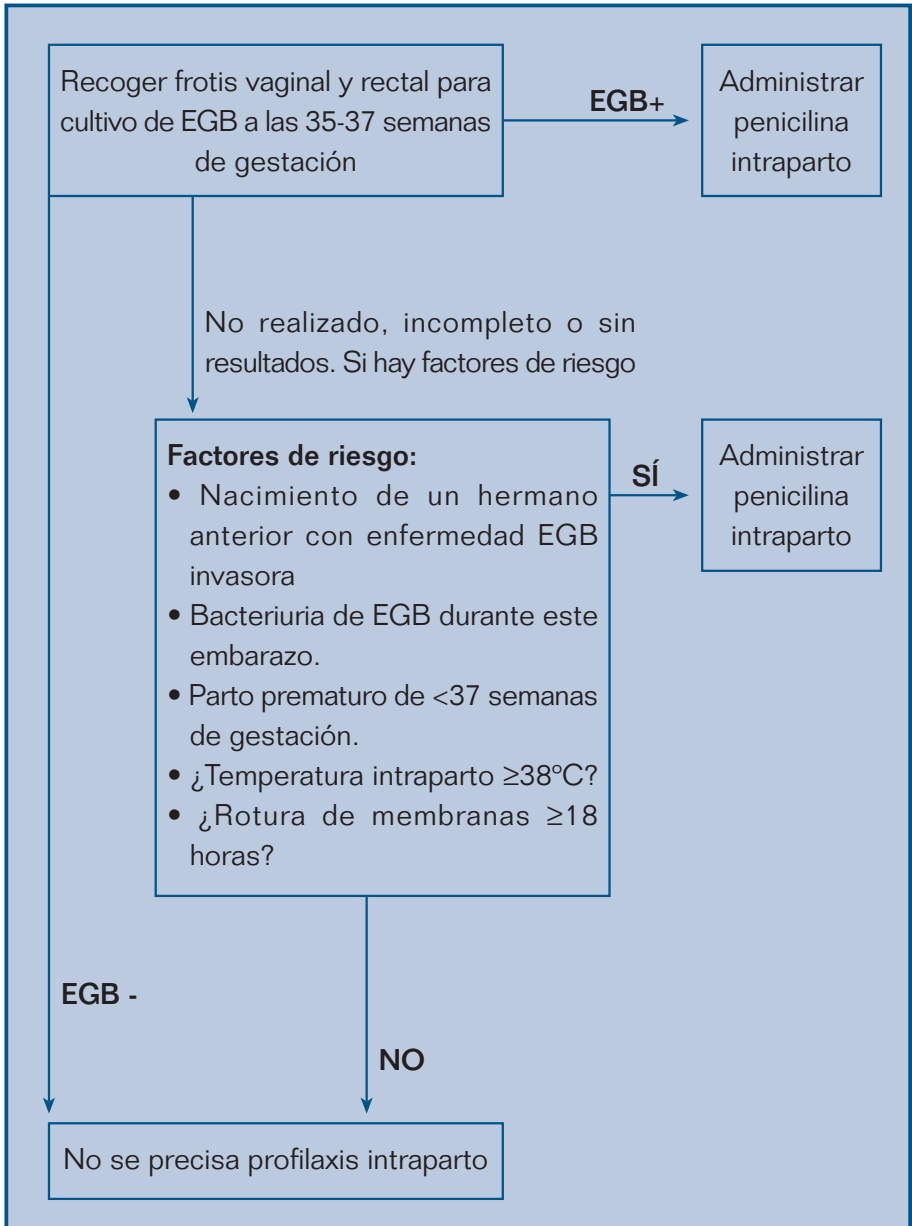 Recoger frotis vaginal y rectal para
cultivo de EGB a las 35-37 semanas
de gestación
EGB+
Administrar
penicilina
intraparto
No realizado, incompleto o sin
resultados. Si hay factores de riesgo
Factores de riesgo:
• Nacimiento de un hermano
anterior con enfermedad EGB
invasora
• Bacteriuria de EGB durante este
embarazo.
• Parto prematuro de <37 semanas
de gestación.
• ¿Temperatura intraparto ≥38ºC?
• ¿Rotura de membranas ≥18
horas?
SÍ
Administrar
penicilina
intraparto
EGB -
NO
No se precisa profilaxis intraparto